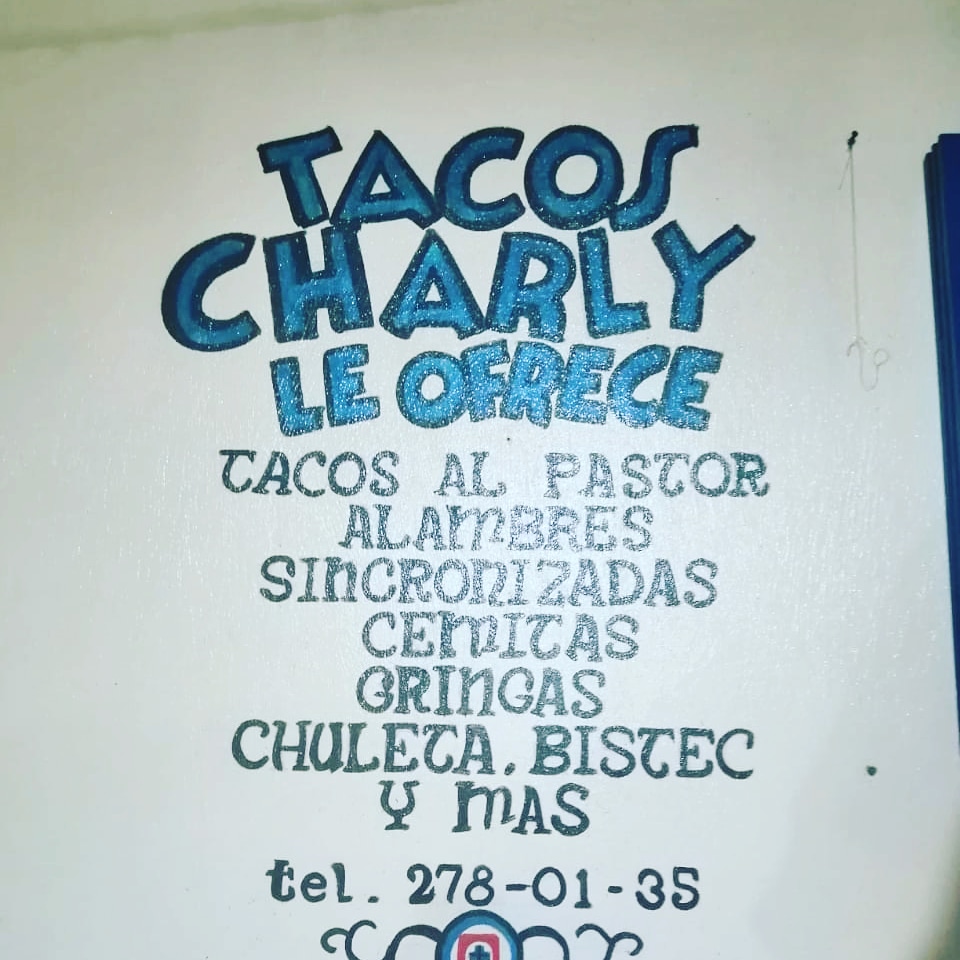 TACOS
CHARLY
LE OFRECE
TACOS AL PASTOR
ALAMBRES
SINCRONIZADAS
CEMITAS
GRINGAS
CHULETA, BISTEC
Y MAS
tel. 278-01-35